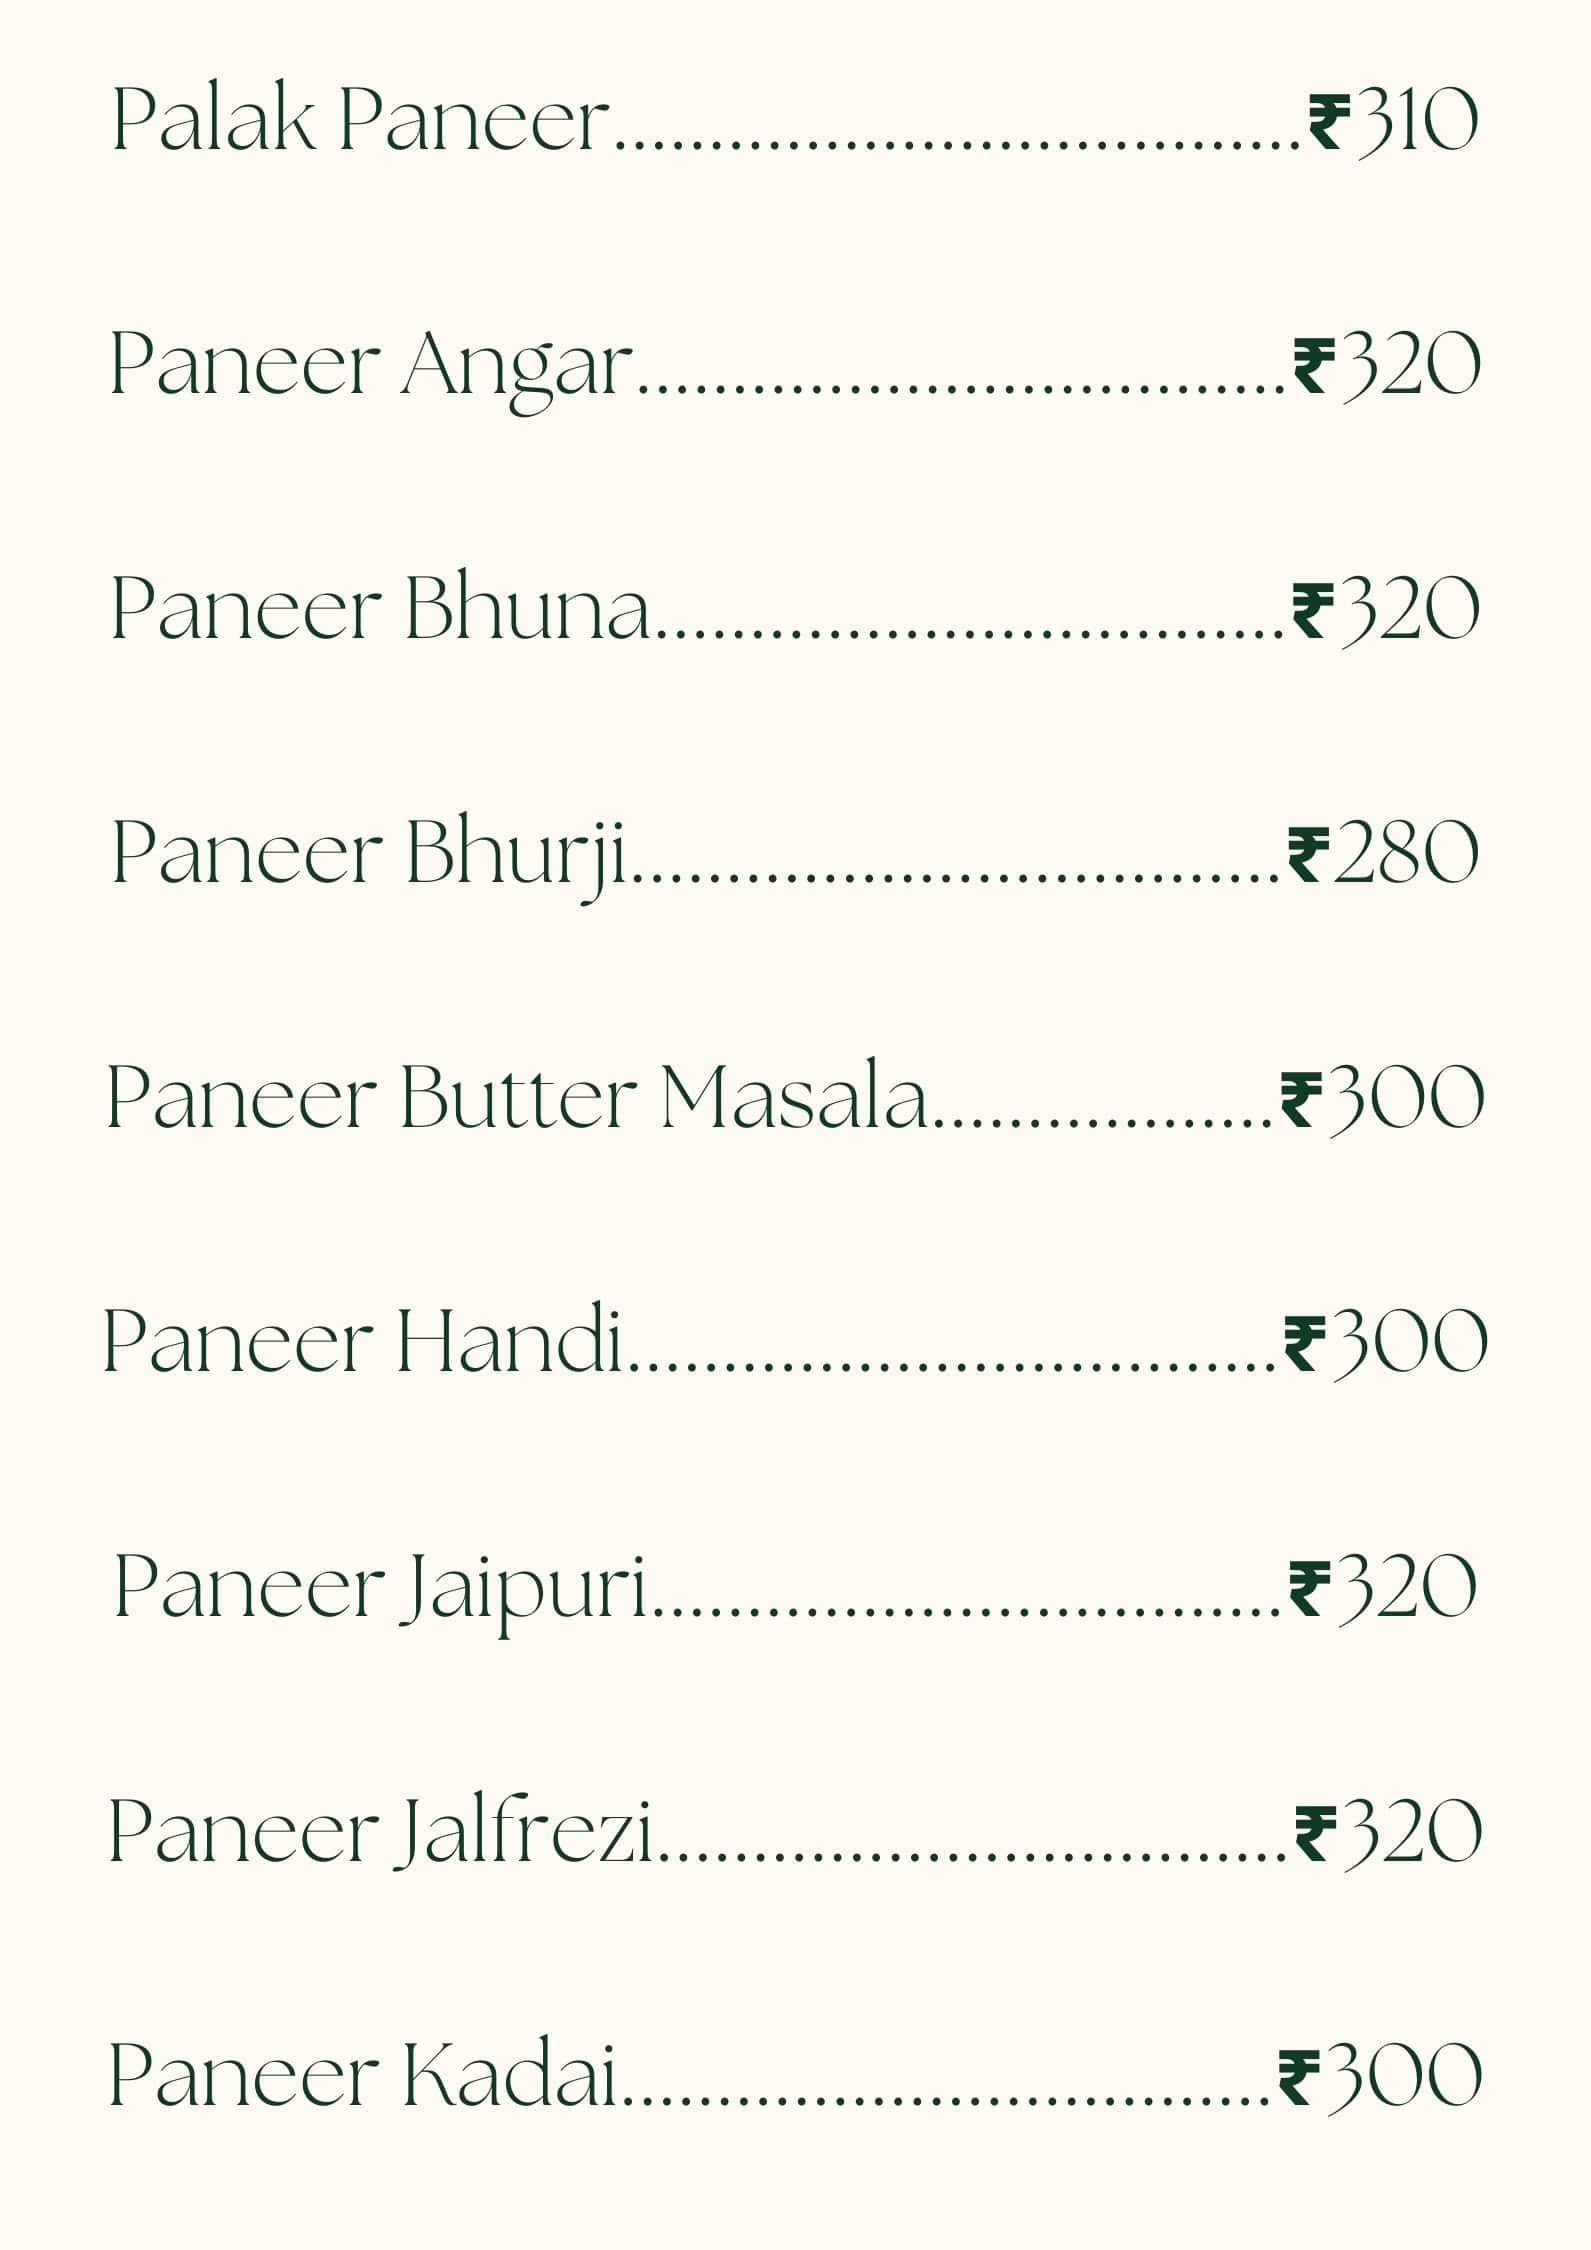 Palak Paneer....................................₹310
Paneer Angar..................................₹320
Paneer Bhuna.................................₹320
Paneer Bhurji..................................₹280
Paneer Butter Masala..................₹300
Paneer Handi..................................₹300
Paneer Jaipuri.................................₹320
Paneer Jalfrezi.................................₹320
Paneer Kadai..................................₹300